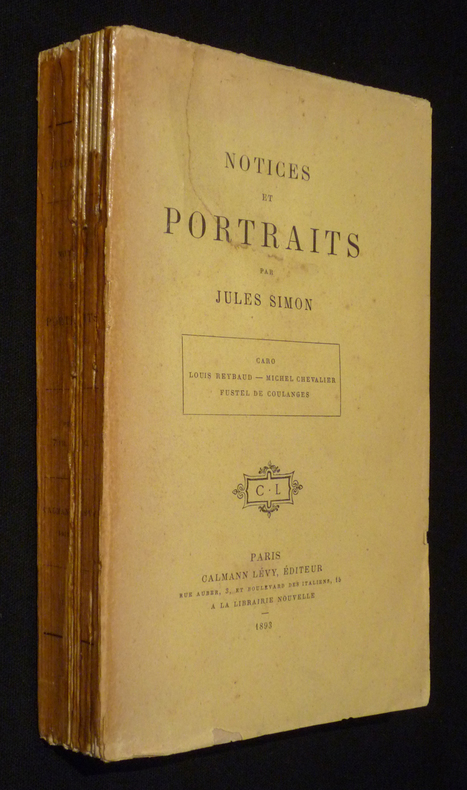 NOTICES
ET
PORTRAITS
PAR
JULES SIMON
CARO
LOUIS REYBAUD — MICHEL CHEVALIER
FUSTEL DE COULANGES
C · L
PARIS
CALMANN LÉVY, ÉDITEUR
RUE AUBER, 3, ET BOULEVARD DES ITALIENS, 15
A LA LIBRAIRIE NOUVELLE
1893